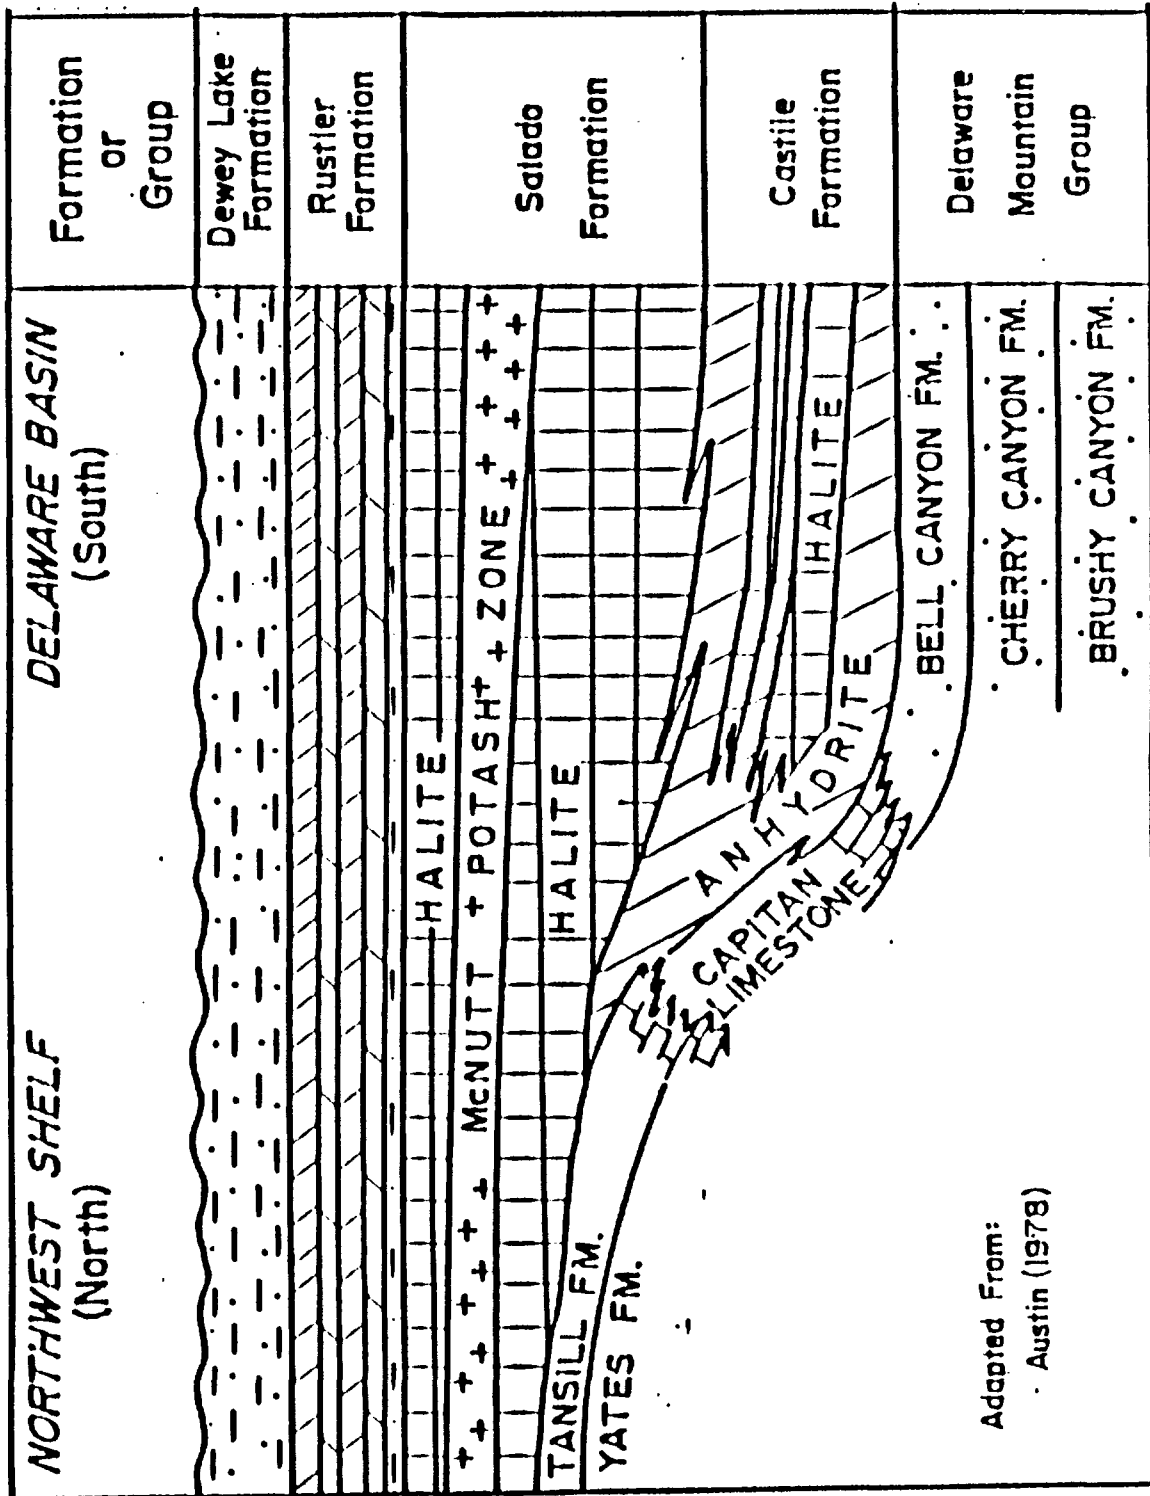 NORTHWEST SHELF
(North)
DELAWARE BASIN
(South)
Formation
or
Group
Dewey Lake
Formation
Rustler
Formation
Salado
Formation
Castile
Formation
Delaware
Mountain
Group
HALITE
McNUTT POTASH ZONE
HALITE
TANSILL FM.
YATES FM.
ANHYDRITE
HALITE
CAPITAN
LIMESTONE
BELL CANYON FM.
CHERRY CANYON FM.
BRUSHY CANYON FM.
Adapted From:
Austin (1978)